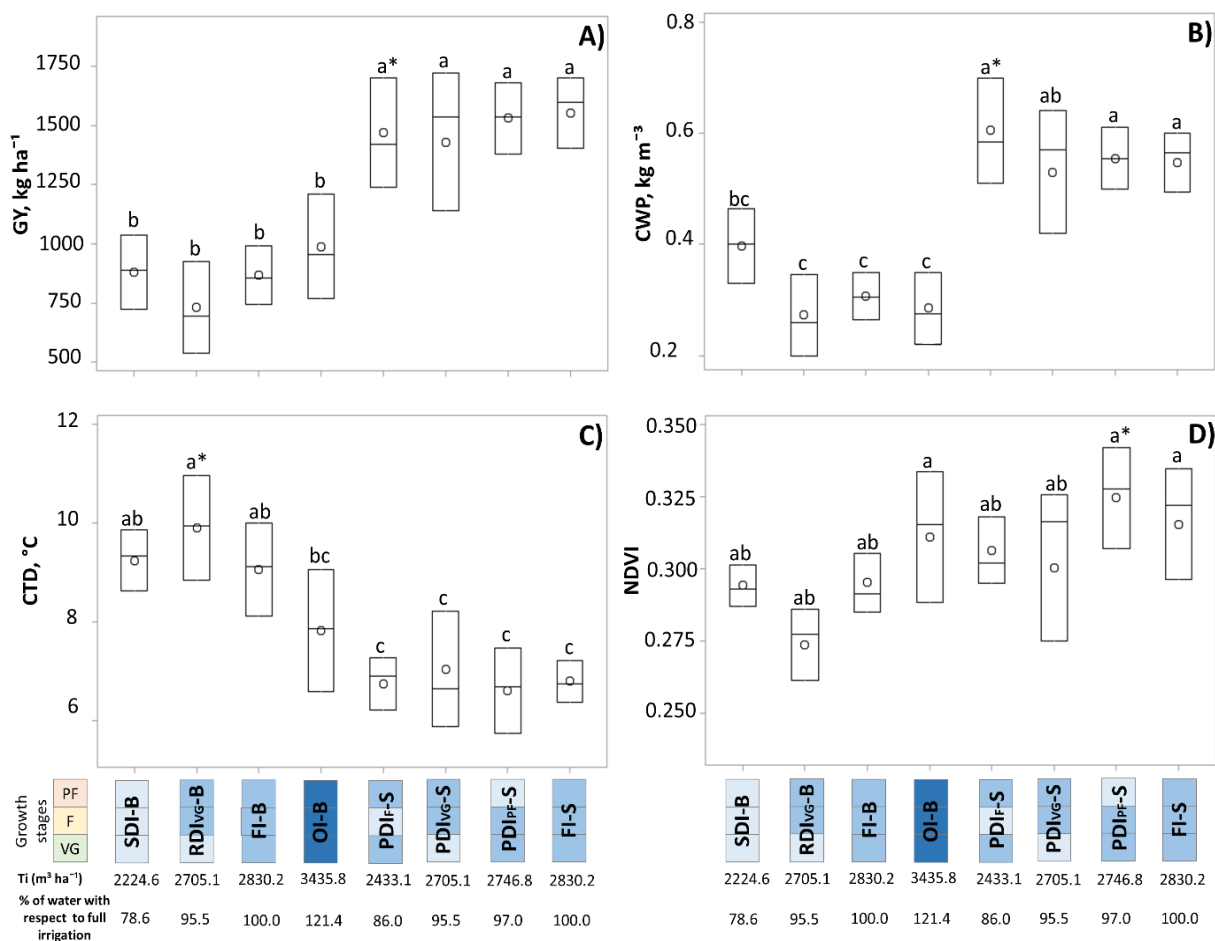 A)
GY, kg ha⁻¹
1750
1500
1250
1000
750
500
b b b b a* a a a
B)
CWP, kg m⁻³
0.8
0.6
0.4
0.2
bc c c c a* ab a a
C)
CTD, °C
12
10
8
6
ab a* ab bc c c c c
D)
NDVI
0.350
0.325
0.300
0.275
0.250
ab ab ab a ab ab a* a
Growth stages
PF
F
VG
SDI-B RDIVG-B FI-B OI-B PDIF-S PDIVG-S PDIPF-S FI-S
SDI-B RDIVG-B FI-B OI-B PDIF-S PDIVG-S PDIPF-S FI-S
Ti (m³ ha⁻¹) 2224.6 2705.1 2830.2 3435.8 2433.1 2705.1 2746.8 2830.2 2224.6 2705.1 2830.2 3435.8 2433.1 2705.1 2746.8 2830.2
% of water with
respect to full
irrigation
78.6 95.5 100.0 121.4 86.0 95.5 97.0 100.0 78.6 95.5 100.0 121.4 86.0 95.5 97.0 100.0